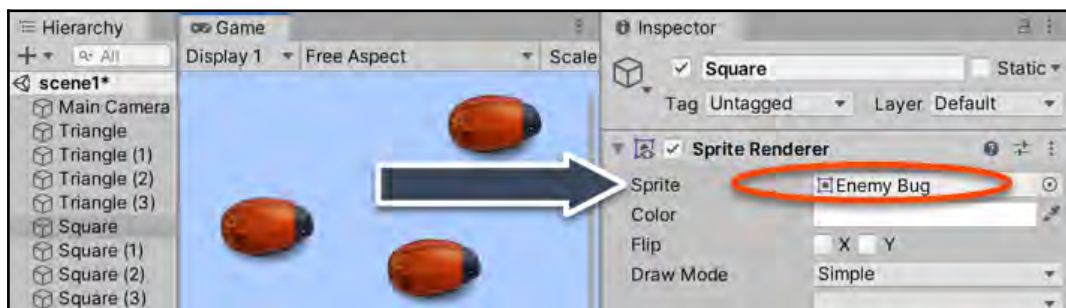 Hierarchy
All
scene1*
Main Camera
Triangle
Triangle (1)
Triangle (2)
Triangle (3)
Square
Square (1)
Square (2)
Square (3)
Game
Display 1 Free Aspect Scale
Inspector
Square Static
Tag Untagged Layer Default
Sprite Renderer
Sprite Enemy Bug
Color
Flip X Y
Draw Mode Simple